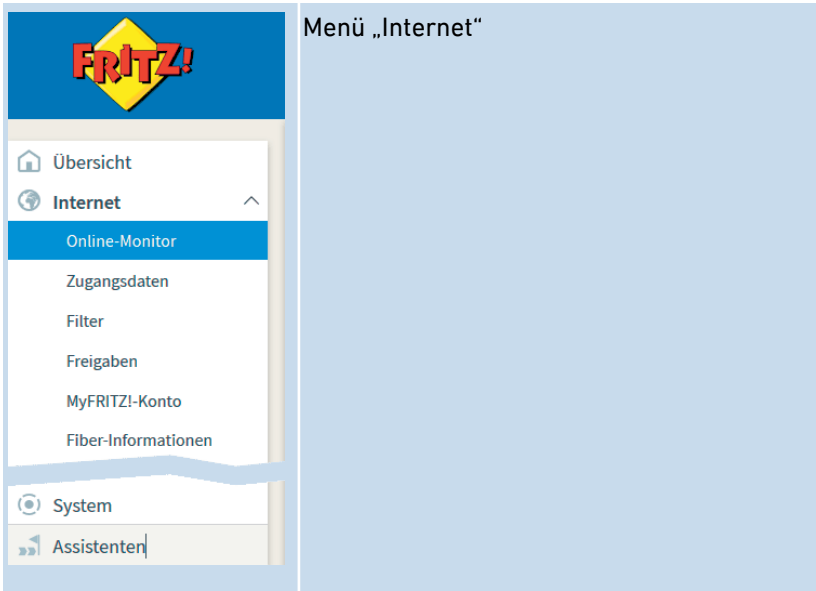 FRITZ!
Menü „Internet“
Übersicht
Internet
Online-Monitor
Zugangsdaten
Filter
Freigaben
MyFRITZ!-Konto
Fiber-Informationen
System
Assistenten